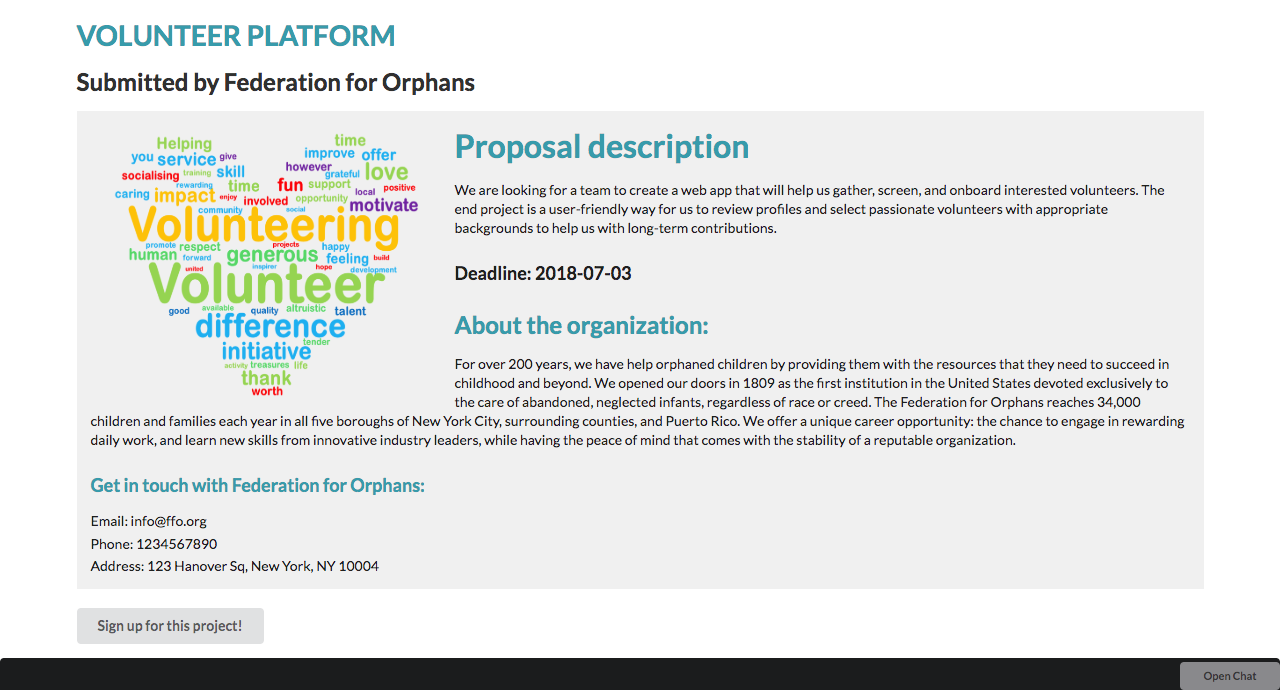 VOLUNTEER PLATFORM
Submitted by Federation for Orphans
Helping
time
you service give
improve offer
socialising training skill
however grateful love
rewarding time fun support local positive
caring impact enjoy involved opportunity motivate
community social
Volunteering
promote respect projects happy
human forward generous feeling build
united inspirer hope development
Volunteer
good available quality altruistic talent
difference
tender
initiative
activity treasures life
thank
worth
Proposal description
We are looking for a team to create a web app that will help us gather, screen, and onboard interested volunteers. The
end project is a user-friendly way for us to review profiles and select passionate volunteers with appropriate
backgrounds to help us with long-term contributions.
Deadline: 2018-07-03
About the organization:
For over 200 years, we have help orphaned children by providing them with the resources that they need to succeed in
childhood and beyond. We opened our doors in 1809 as the first institution in the United States devoted exclusively to
the care of abandoned, neglected infants, regardless of race or creed. The Federation for Orphans reaches 34,000
children and families each year in all five boroughs of New York City, surrounding counties, and Puerto Rico. We offer a unique career opportunity: the chance to engage in rewarding
daily work, and learn new skills from innovative industry leaders, while having the peace of mind that comes with the stability of a reputable organization.
Get in touch with Federation for Orphans:
Email: info@ffo.org
Phone: 1234567890
Address: 123 Hanover Sq, New York, NY 10004
Sign up for this project!
Open Chat